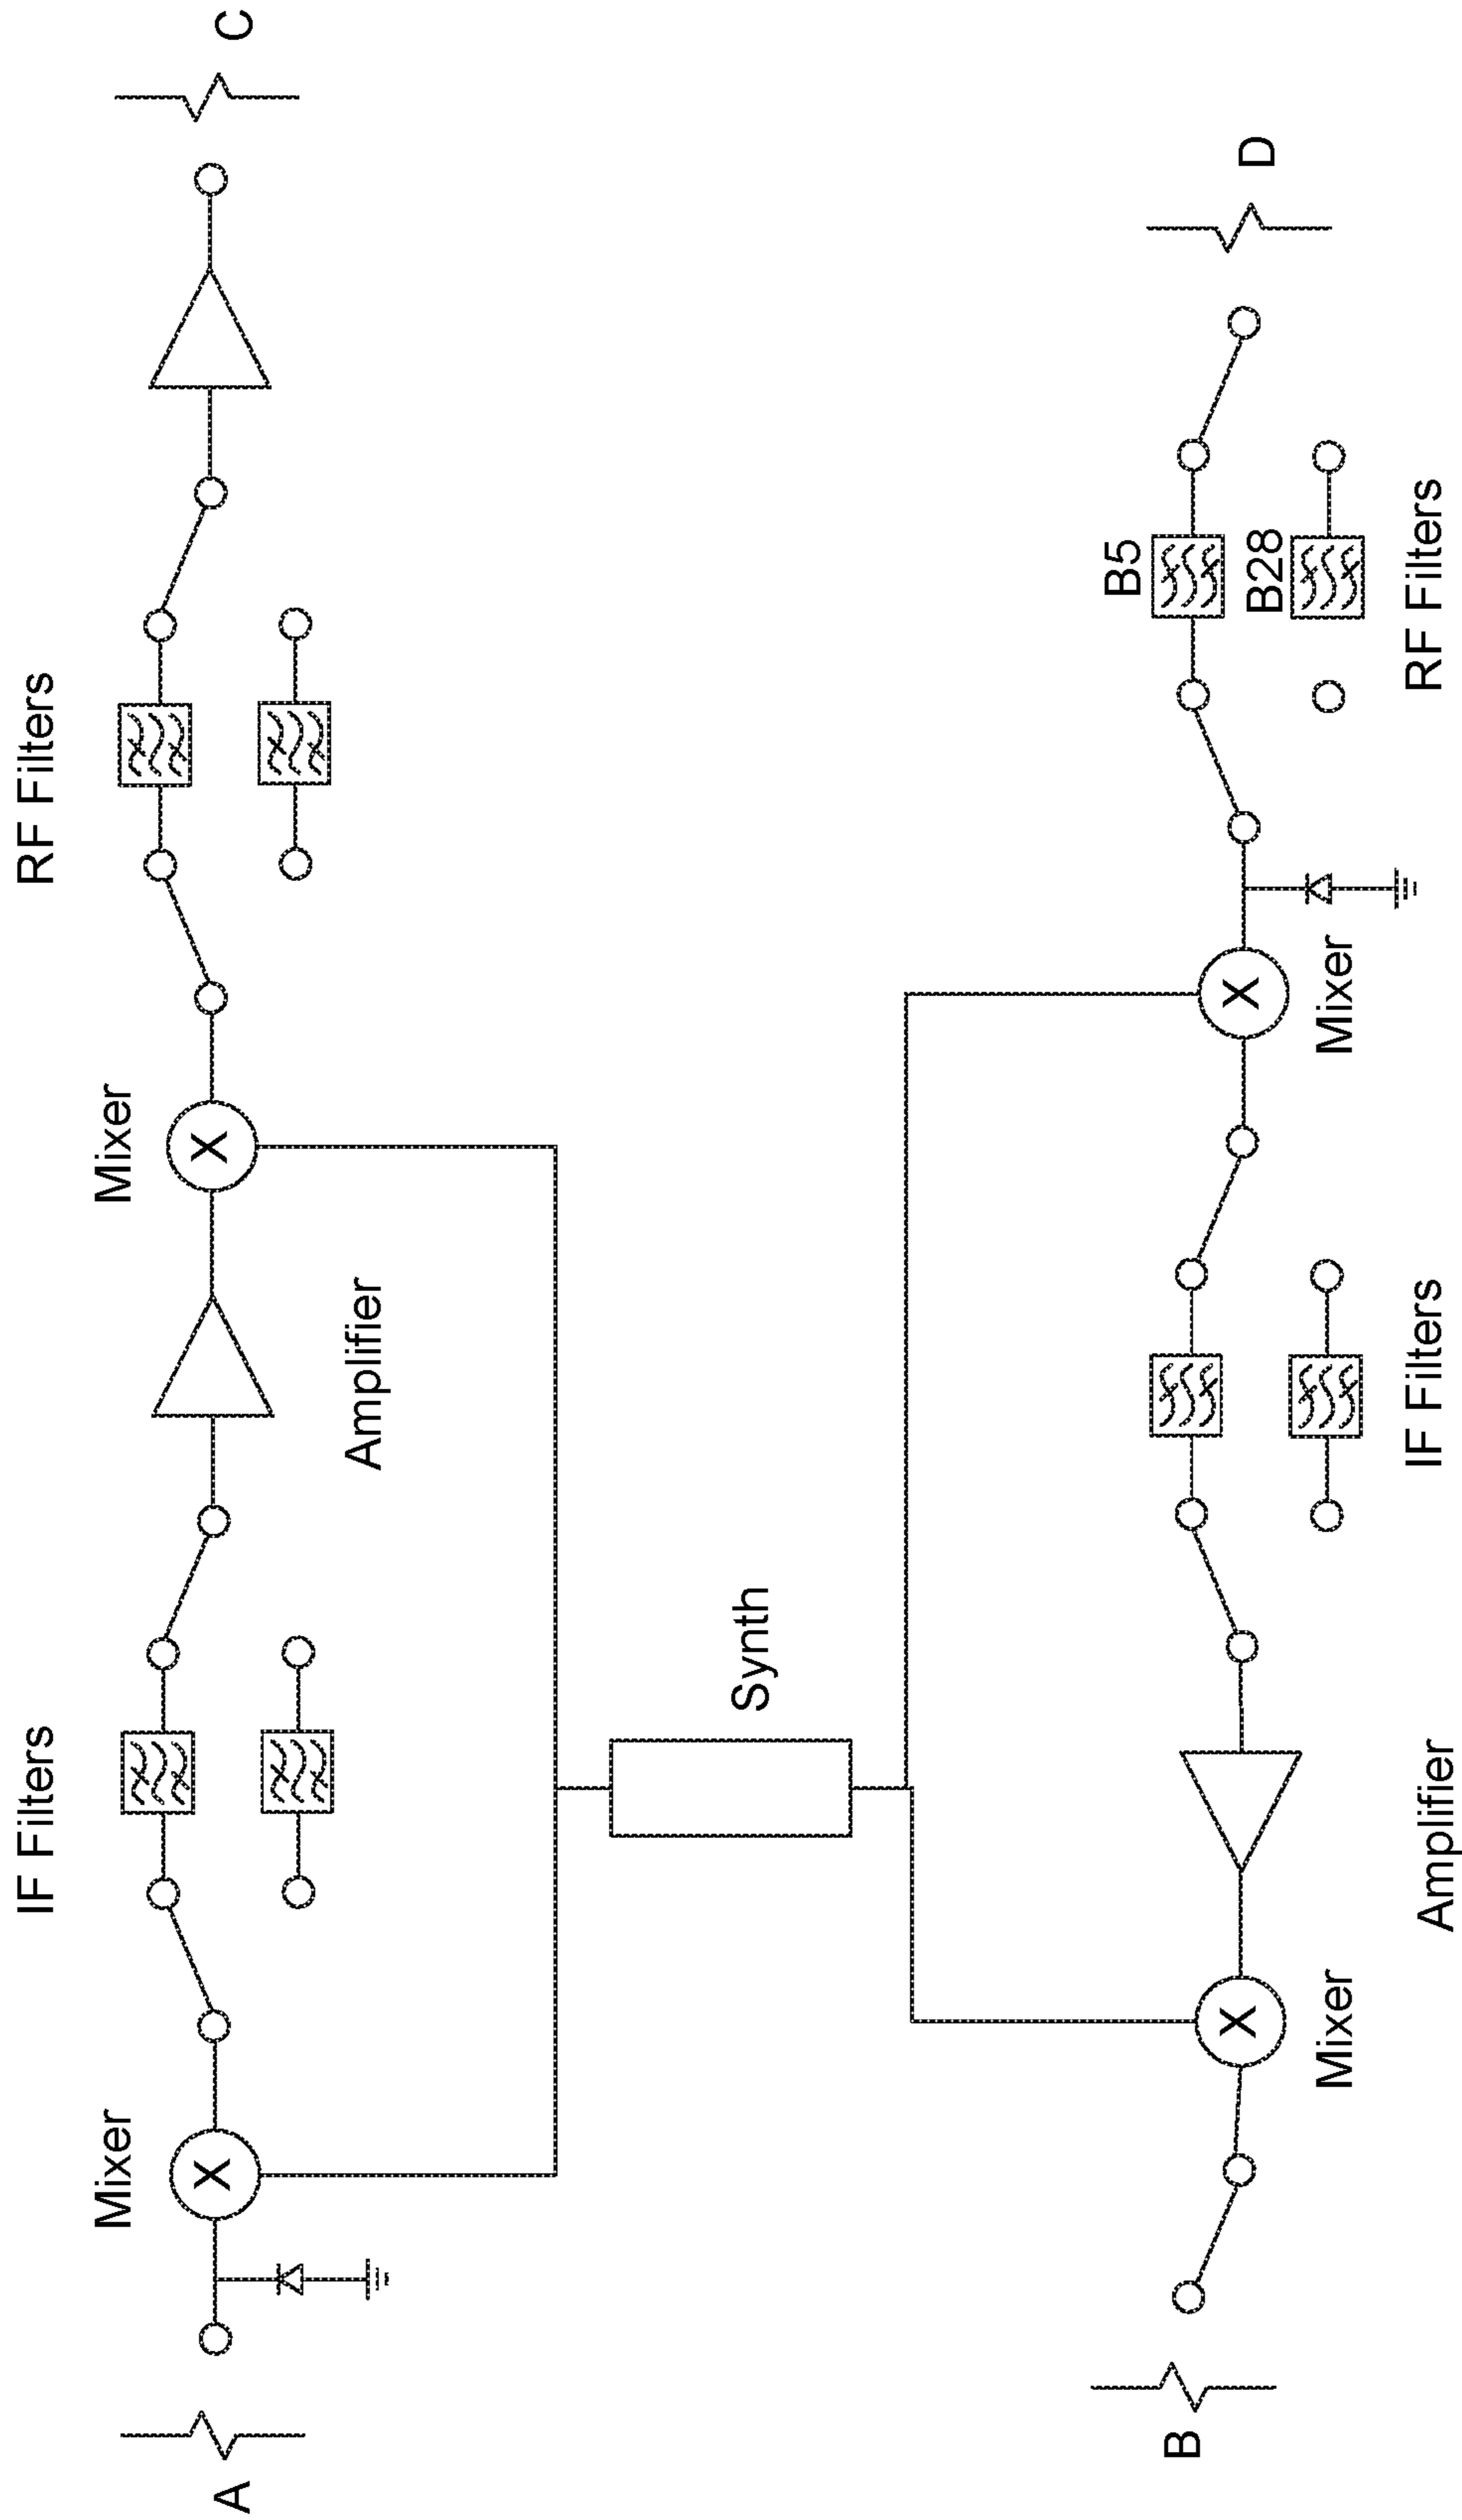 IF Filters
RF Filters
Mixer
Mixer
X
X
A
C
Amplifier
Synth
B5
D
B28
B
X
X
Mixer
Mixer
Amplifier
IF Filters
RF Filters